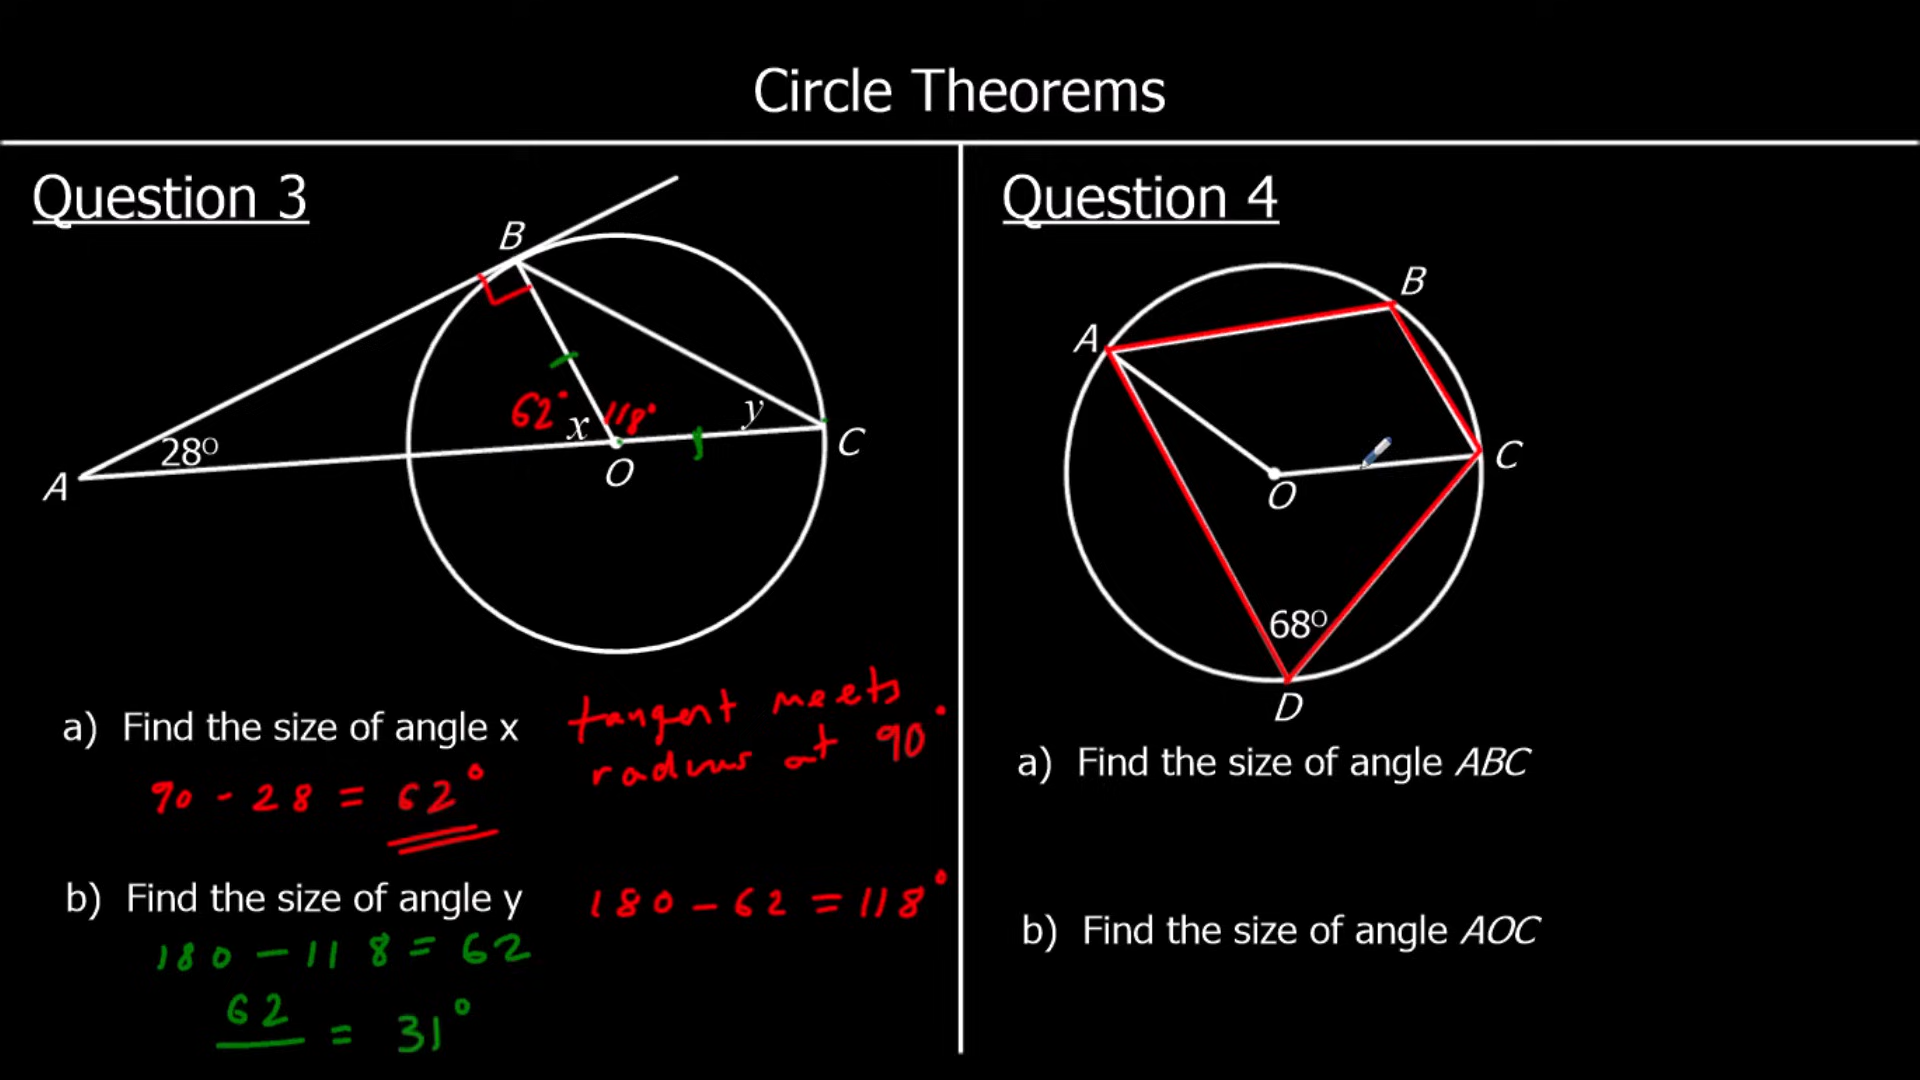 Circle Theorems
Question 3
B
28°
62° x 118° y
A
O
C
a) Find the size of angle x
tangent meets
radius at 90°
90 - 28 = 62°
b) Find the size of angle y
180 - 62 = 118°
180 - 118 = 62
62 = 31°
Question 4
B
A
C
O
68°
D
a) Find the size of angle ABC
b) Find the size of angle AOC